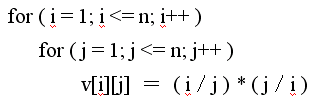 for ( i = 1; i <= n; i++ )
for ( j = 1; j <= n; j++ )
v[i][j] = ( i / j ) * ( j / i )